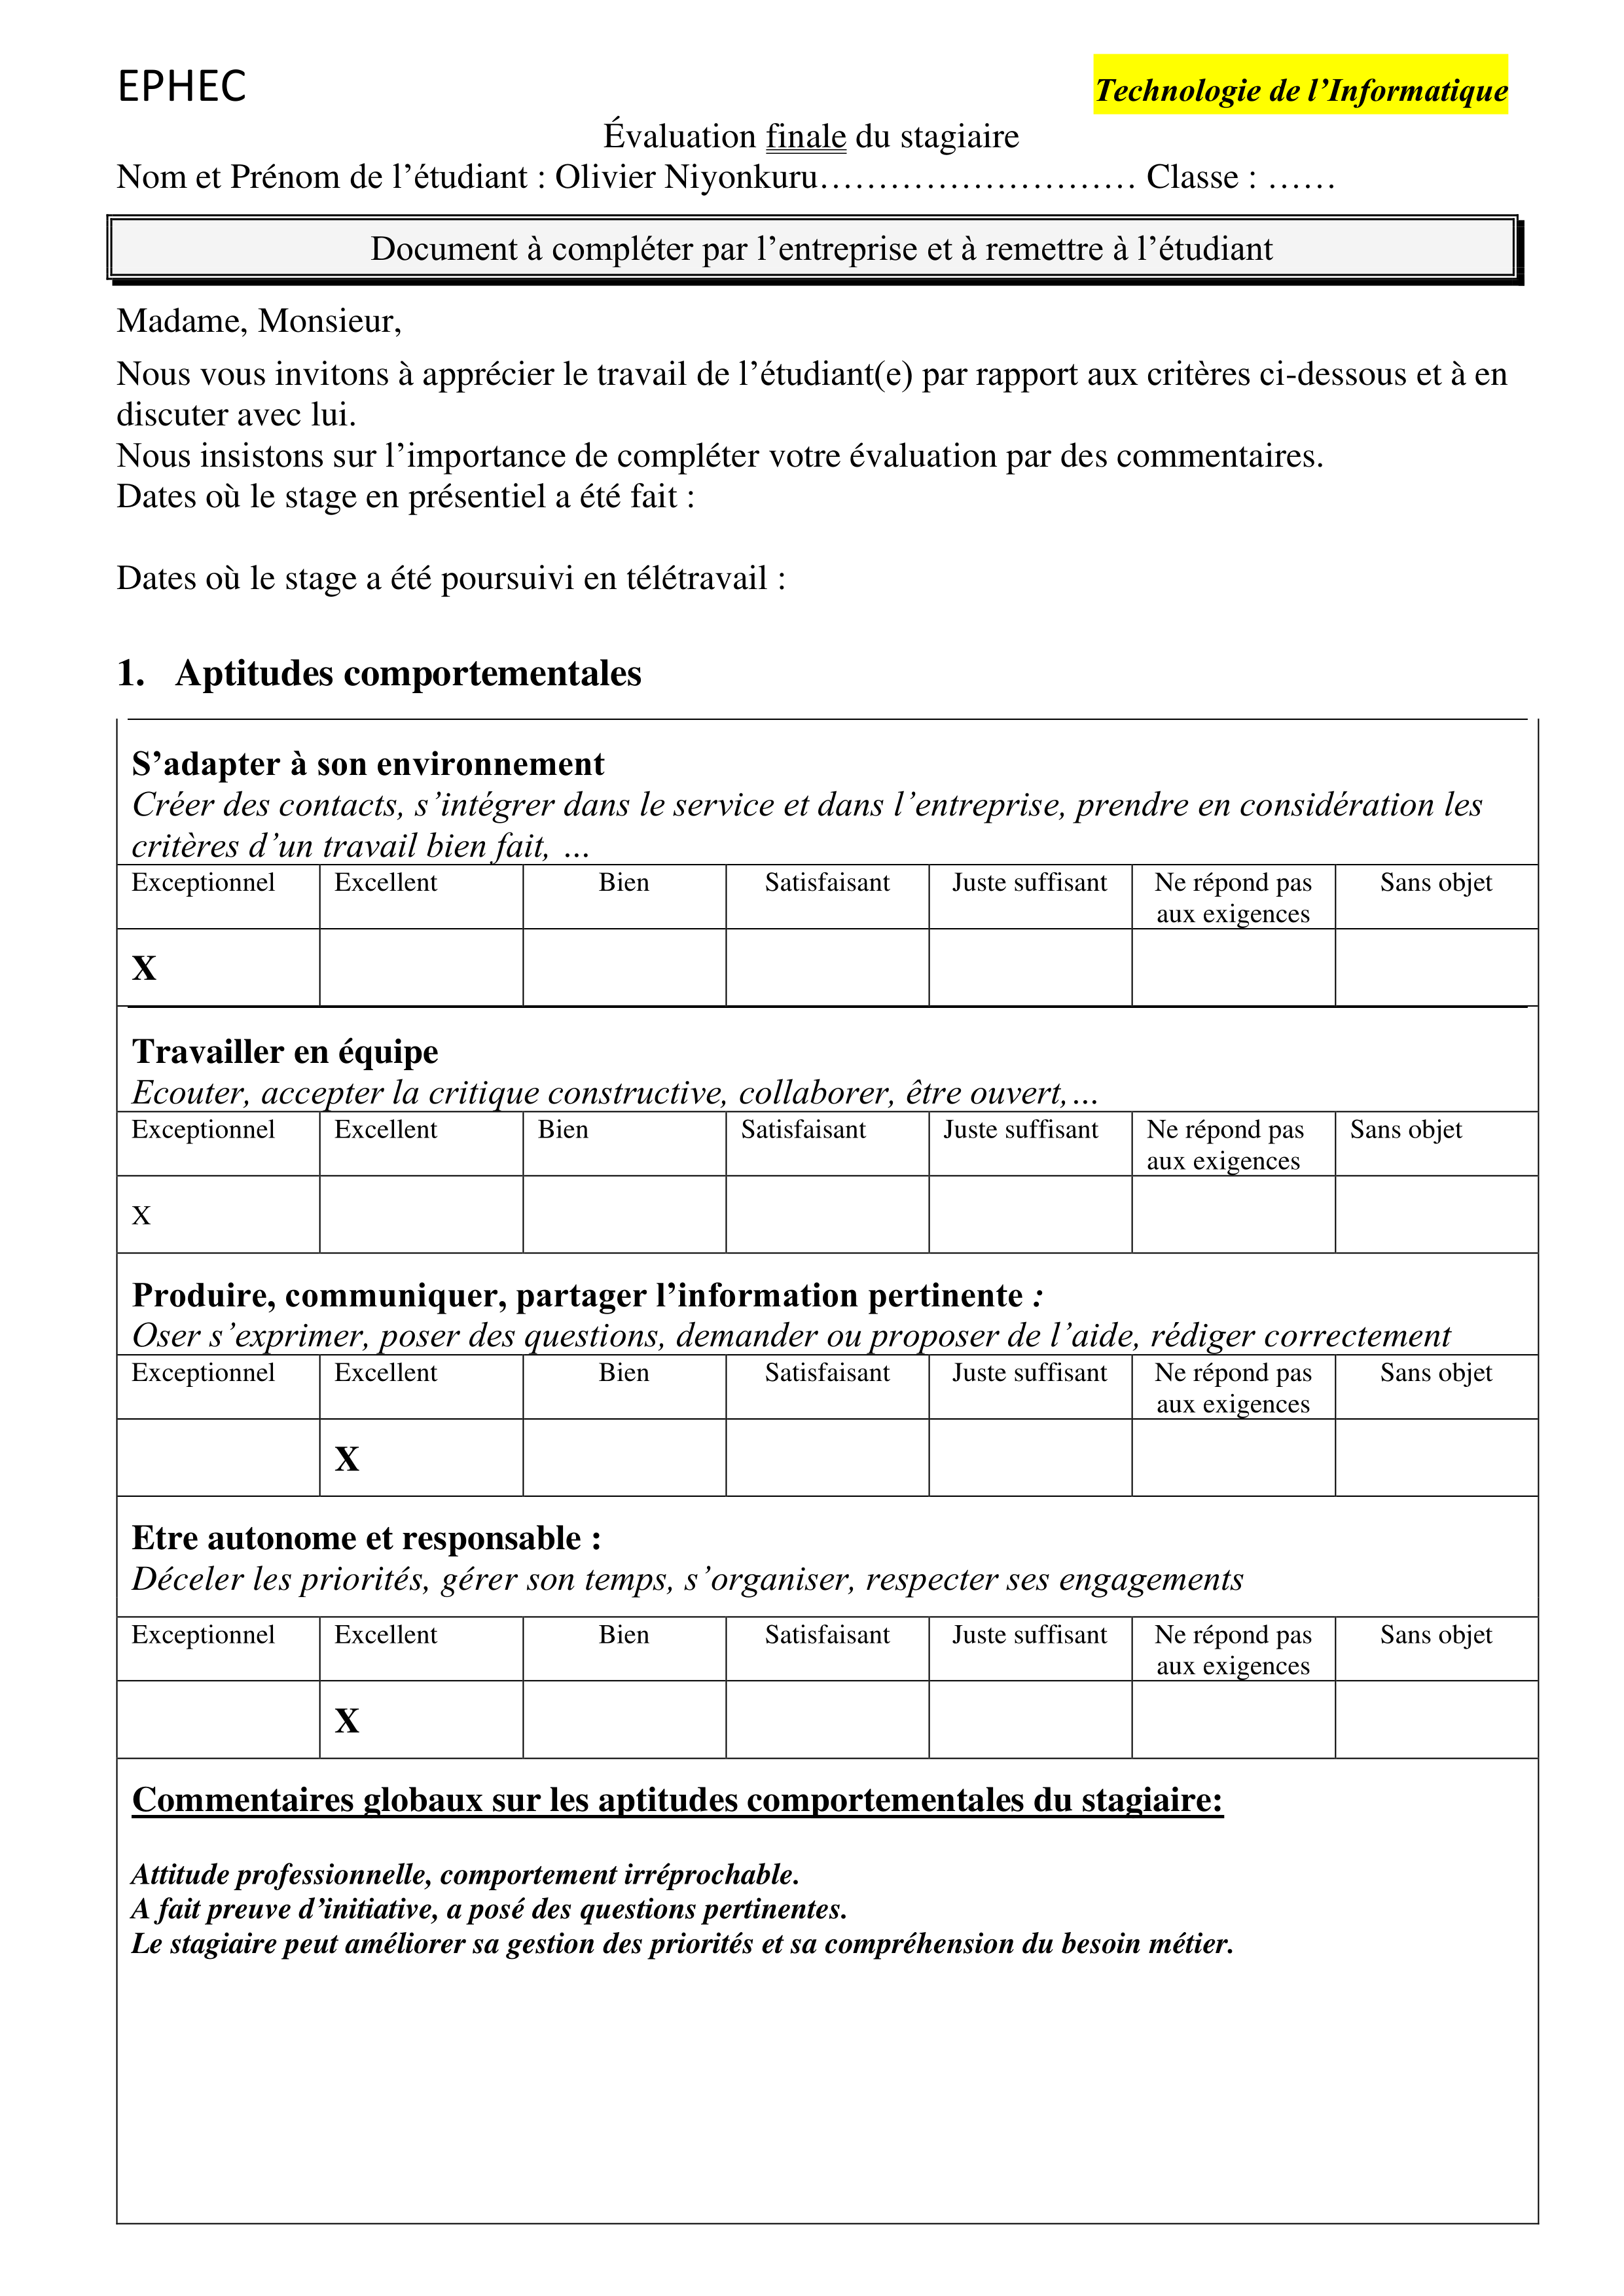 EPHEC
Technologie de l’Informatique
Évaluation finale du stagiaire
Nom et Prénom de l’étudiant : Olivier Niyonkuru……………………… Classe : ……
Document à compléter par l’entreprise et à remettre à l’étudiant
Madame, Monsieur,
Nous vous invitons à apprécier le travail de l’étudiant(e) par rapport aux critères ci-dessous et à en
discuter avec lui.
Nous insistons sur l’importance de compléter votre évaluation par des commentaires.
Dates où le stage en présentiel a été fait :
Dates où le stage a été poursuivi en télétravail :
1. Aptitudes comportementales
S’adapter à son environnement
Créer des contacts, s’intégrer dans le service et dans l’entreprise, prendre en considération les
critères d’un travail bien fait, …
Exceptionnel Excellent Bien Satisfaisant Juste suffisant Ne répond pas Sans objet
aux exigences
X
Travailler en équipe
Ecouter, accepter la critique constructive, collaborer, être ouvert,…
Exceptionnel Excellent Bien Satisfaisant Juste suffisant Ne répond pas Sans objet
aux exigences
X
Produire, communiquer, partager l’information pertinente :
Oser s’exprimer, poser des questions, demander ou proposer de l’aide, rédiger correctement
Exceptionnel Excellent Bien Satisfaisant Juste suffisant Ne répond pas Sans objet
aux exigences
X
Etre autonome et responsable :
Déceler les priorités, gérer son temps, s’organiser, respecter ses engagements
Exceptionnel Excellent Bien Satisfaisant Juste suffisant Ne répond pas Sans objet
aux exigences
X
Commentaires globaux sur les aptitudes comportementales du stagiaire:
Attitude professionnelle, comportement irréprochable.
A fait preuve d’initiative, a posé des questions pertinentes.
Le stagiaire peut améliorer sa gestion des priorités et sa compréhension du besoin métier.